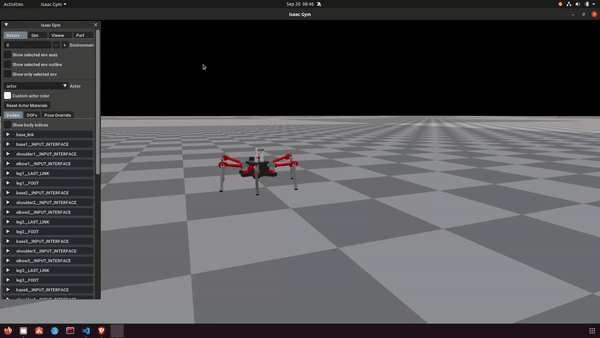 Activities Isaac Gym Sep 20 08:46
Isaac Gym
Isaac Gym
Actors Sim Viewer Perf
0 - + Environment
Show selected env axes
Show selected env outline
Show only selected env
actor Actor
Custom actor color
Reset Actor Materials
Bodies DOFs Pose Override
Show body indices
base_link
base1__INPUT_INTERFACE
shoulder1__INPUT_INTERFACE
elbow1__INPUT_INTERFACE
leg1__LAST_LINK
leg1__FOOT
base2__INPUT_INTERFACE
shoulder2__INPUT_INTERFACE
elbow2__INPUT_INTERFACE
leg2__LAST_LINK
leg2__FOOT
base3__INPUT_INTERFACE
shoulder3__INPUT_INTERFACE
elbow3__INPUT_INTERFACE
leg3__LAST_LINK
leg3__FOOT
base4__INPUT_INTERFACE